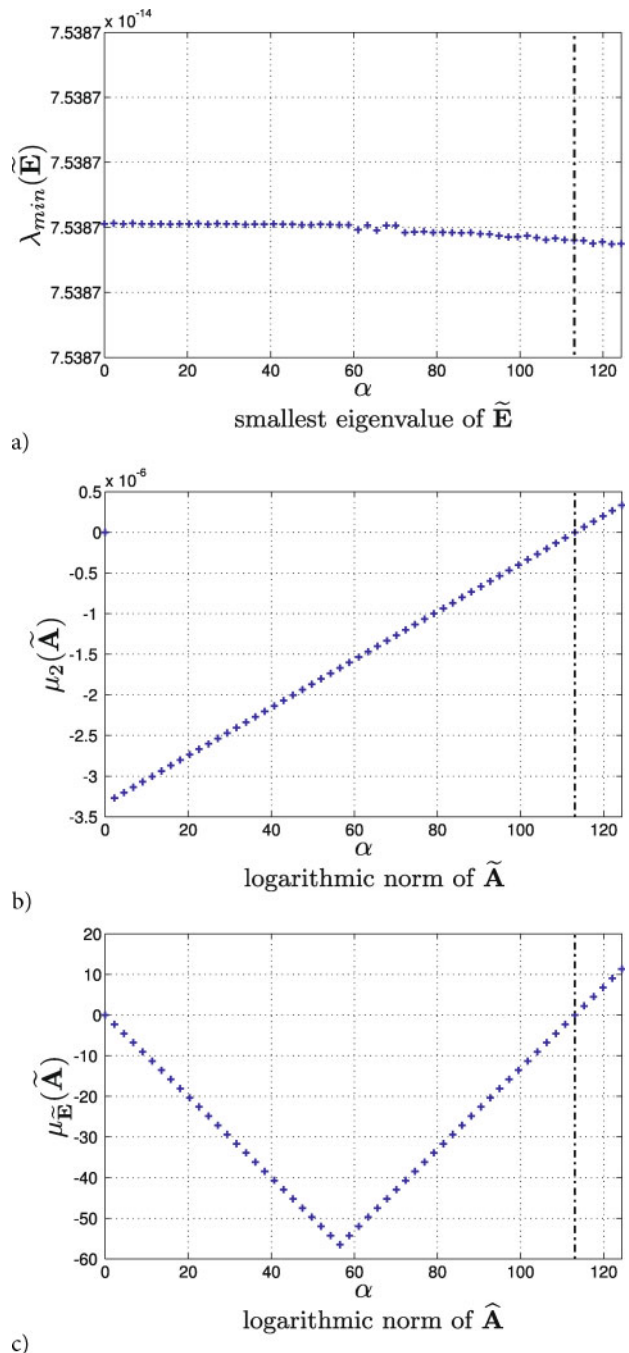 x 10⁻¹⁴
7.5387
7.5387
7.5387
7.5387
7.5387
7.5387
λ_min(Ẽ)
0 20 40 60 80 100 120
α
smallest eigenvalue of Ẽ
a)
x 10⁻⁶
0.5
0
-0.5
-1
-1.5
-2
-2.5
-3
-3.5
μ₂(Ã)
0 20 40 60 80 100 120
α
logarithmic norm of Ã
b)
20
10
0
-10
-20
-30
-40
-50
-60
μ_Ẽ(Ã)
0 20 40 60 80 100 120
α
logarithmic norm of Â
c)